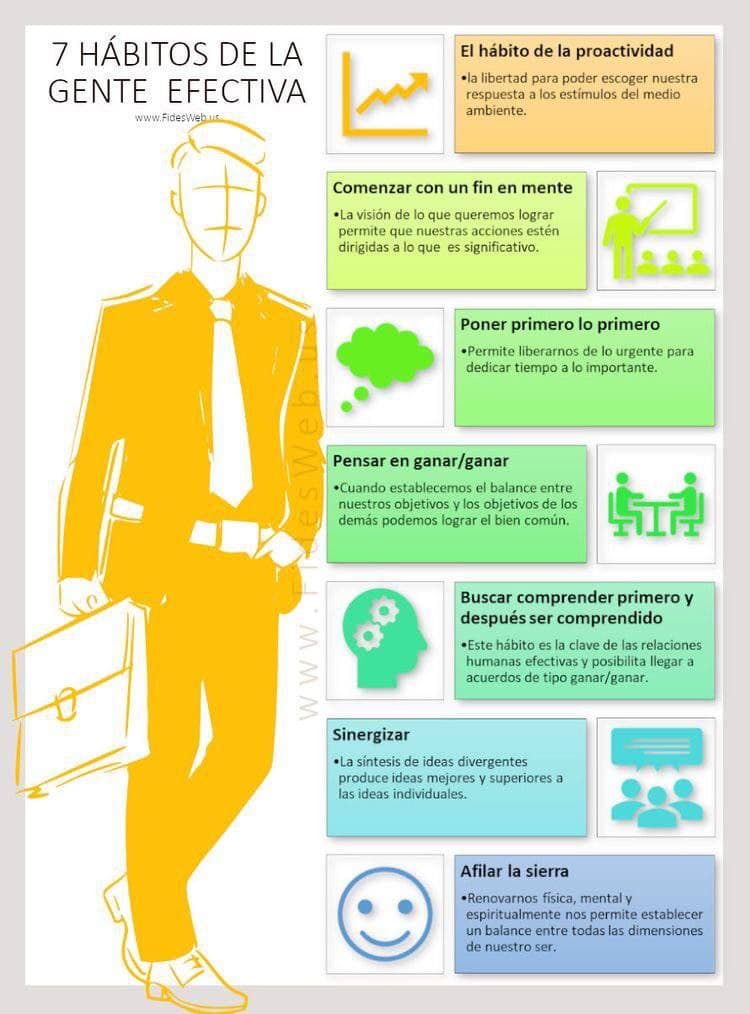 7 HÁBITOS DE LA
GENTE EFECTIVA
www.FidesWeb.us
El hábito de la proactividad
•la libertad para poder escoger nuestra
respuesta a los estímulos del medio
ambiente.
Comenzar con un fin en mente
•La visión de lo que queremos lograr
permite que nuestras acciones estén
dirigidas a lo que es significativo.
Poner primero lo primero
•Permite liberarnos de lo urgente para
dedicar tiempo a lo importante.
Pensar en ganar/ganar
•Cuando establecemos el balance entre
nuestros objetivos y los objetivos de los
demás podemos lograr el bien común.
Buscar comprender primero y
después ser comprendido
•Este hábito es la clave de las relaciones
humanas efectivas y posibilita llegar a
acuerdos de tipo ganar/ganar.
Sinergizar
•La síntesis de ideas divergentes
produce ideas mejores y superiores a
las ideas individuales.
Afilar la sierra
•Renovarnos física, mental y
espiritualmente nos permite establecer
un balance entre todas las dimensiones
de nuestro ser.
www.FidesWeb.us